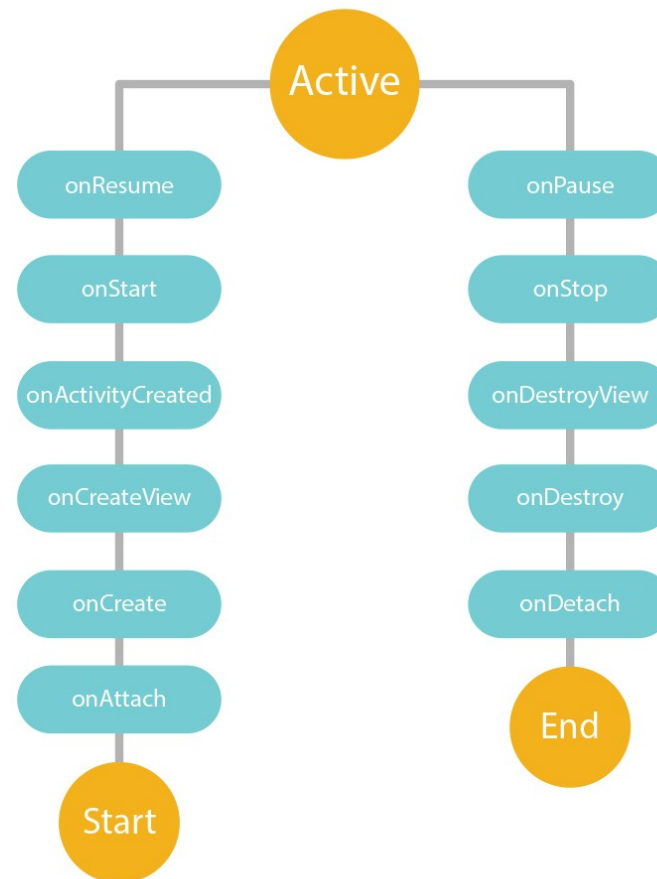 Active
onResume
onStart
onActivityCreated
onCreateView
onCreate
onAttach
Start
onPause
onStop
onDestroyView
onDestroy
onDetach
End